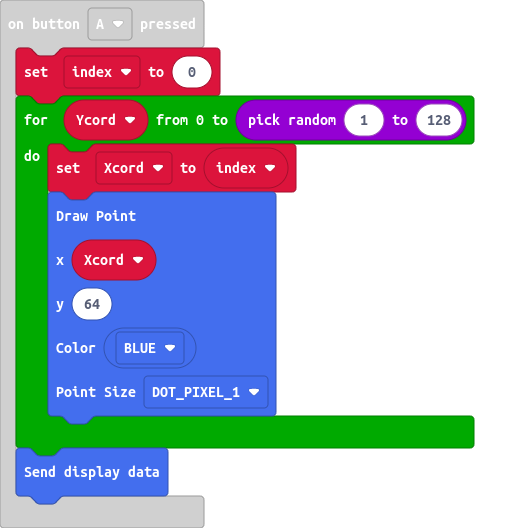 on button A pressed
set index to 0
for Ycord from 0 to pick random 1 to 128
do
set Xcord to index
Draw Point
x Xcord
y 64
Color BLUE
Point Size DOT_PIXEL_1
Send display data